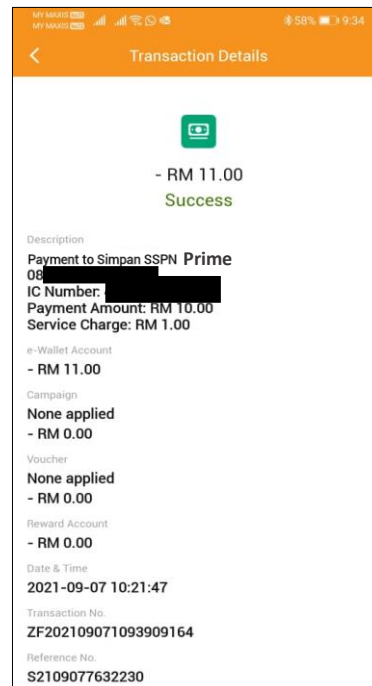 MY MAXIS VoLTE
MY MAXIS VoLTE
58% 9:34
Transaction Details
- RM 11.00
Success
Description
Payment to Simpan SSPN Prime
08
IC Number:
Payment Amount: RM 10.00
Service Charge: RM 1.00
e-Wallet Account
- RM 11.00
Campaign
None applied
- RM 0.00
Voucher
None applied
- RM 0.00
Reward Account
- RM 0.00
Date & Time
2021-09-07 10:21:47
Transaction No.
ZF202109071093909164
Reference No.
S2109077632230